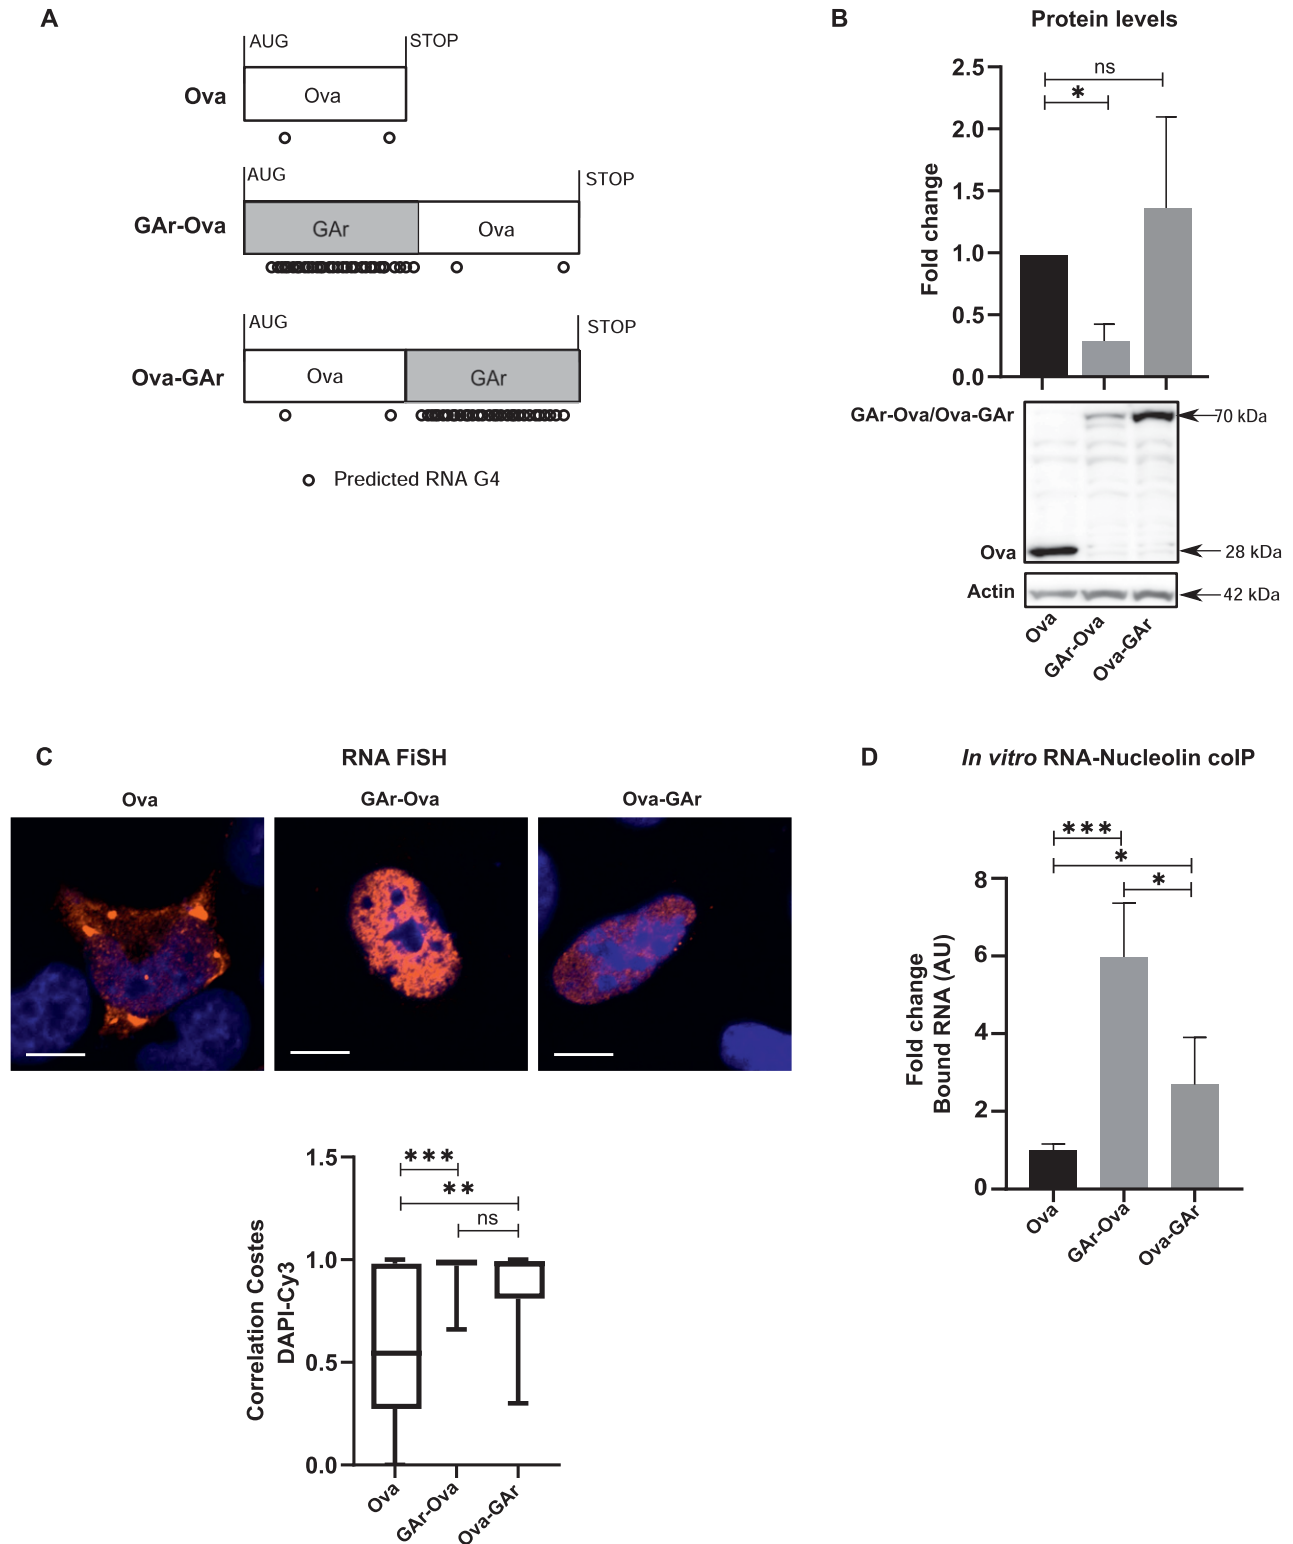 A
AUG
STOP
Ova
Ova
AUG
STOP
GAr-Ova
GAr
Ova
AUG
STOP
Ova-GAr
Ova
GAr
Predicted RNA G4
B
Protein levels
Fold change
2.5
2.0
1.5
1.0
0.5
0.0
ns
*
GAr-Ova/Ova-GAr
70 kDa
Ova
28 kDa
Actin
42 kDa
Ova
GAr-Ova
Ova-GAr
C
RNA FiSH
Ova
GAr-Ova
Ova-GAr
Correlation Costes
DAPI-Cy3
1.5
1.0
0.5
0.0
***
**
ns
Ova
GAr-Ova
Ova-GAr
D
In vitro RNA-Nucleolin coIP
Fold change
Bound RNA (AU)
8
6
4
2
0
***
*
*
Ova
GAr-Ova
Ova-GAr